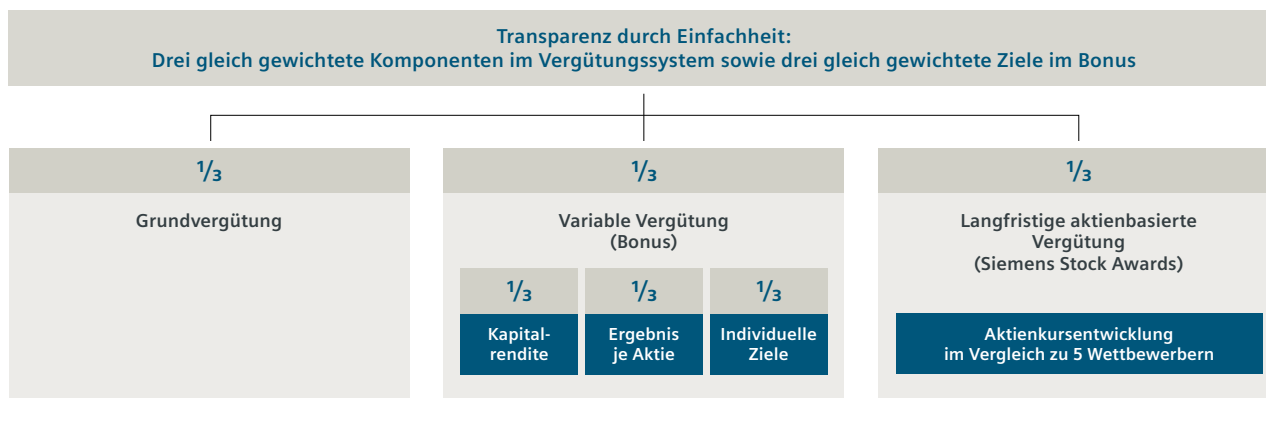 Transparenz durch Einfachheit:
Drei gleich gewichtete Komponenten im Vergütungssystem sowie drei gleich gewichtete Ziele im Bonus
1/3
Grundvergütung
1/3
Variable Vergütung
(Bonus)
1/3
Kapital-
rendite
1/3
Ergebnis
je Aktie
1/3
Individuelle
Ziele
1/3
Langfristige aktienbasierte
Vergütung
(Siemens Stock Awards)
Aktienkursentwicklung
im Vergleich zu 5 Wettbewerbern